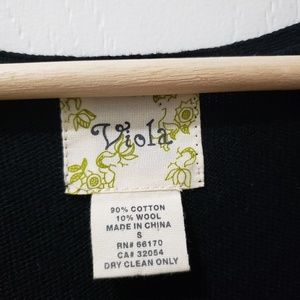 Viola
90% COTTON
10% WOOL
MADE IN CHINA
S
RN# 66170
CA# 32054
DRY CLEAN ONLY